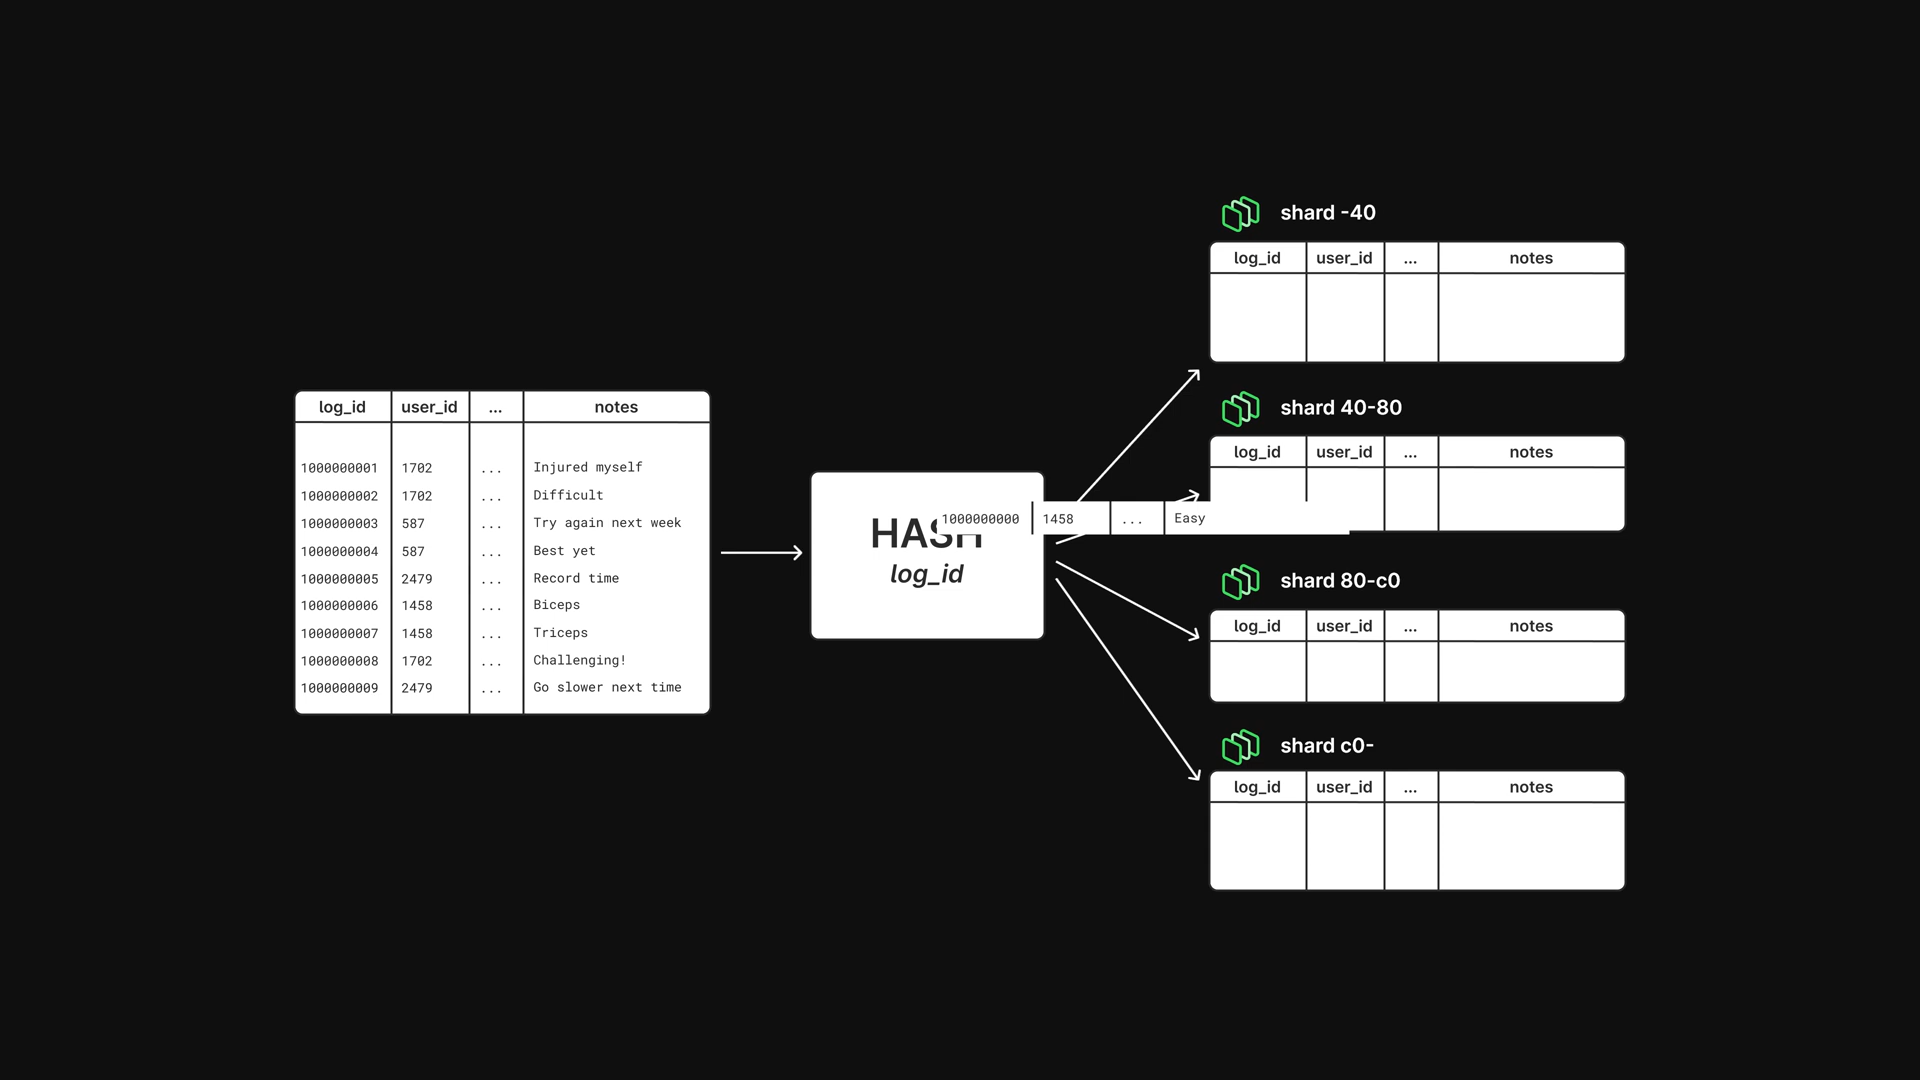 log_id user_id ... notes
1000000001 1702 ... Injured myself
1000000002 1702 ... Difficult
1000000003 587 ... Try again next week
1000000004 587 ... Best yet
1000000005 2479 ... Record time
1000000006 1458 ... Biceps
1000000007 1458 ... Triceps
1000000008 1702 ... Challenging!
1000000009 2479 ... Go slower next time
HASH
log_id
1000000000 1458 ... Easy
shard -40
log_id user_id ... notes
shard 40-80
log_id user_id ... notes
shard 80-c0
log_id user_id ... notes
shard c0-
log_id user_id ... notes